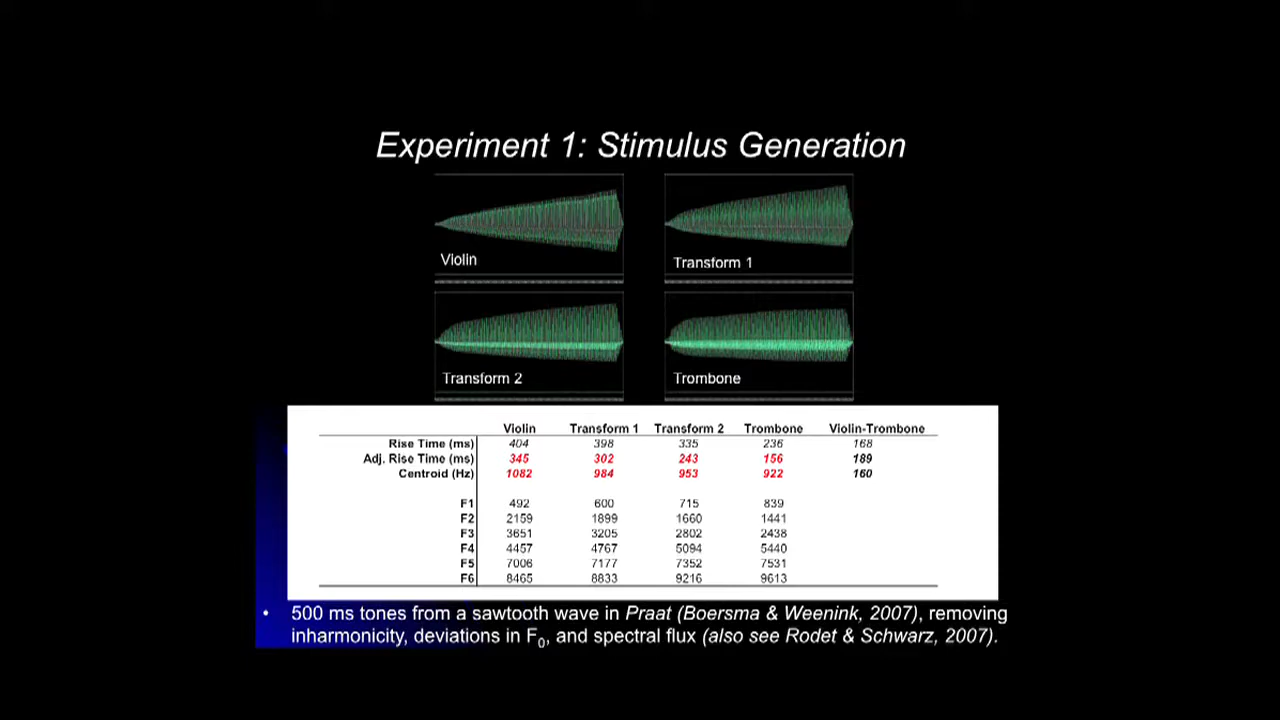 Experiment 1: Stimulus Generation
Violin
Transform 1
Transform 2
Trombone
Violin Transform 1 Transform 2 Trombone Violin-Trombone
Rise Time (ms) 404 398 335 236 168
Adj. Rise Time (ms) 345 302 243 156 189
Centroid (Hz) 1082 984 953 922 160
F1 492 600 715 839
F2 2159 1899 1660 1441
F3 3651 3205 2802 2438
F4 4457 4767 5094 5440
F5 7006 7177 7352 7531
F6 8465 8833 9216 9613
• 500 ms tones from a sawtooth wave in Praat (Boersma & Weenink, 2007), removing
inharmonicity, deviations in F0, and spectral flux (also see Rodet & Schwarz, 2007).